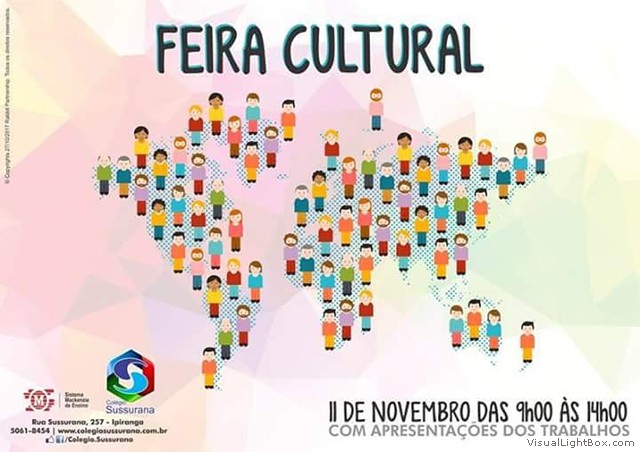 © Copyrights 27/10/2017 Rabbit Partnership. Todos os direitos reservados.
FEIRA CULTURAL
M
Sistema
Mackenzie
de Ensino
Colégio
Sussurana
Rua Sussurana, 257 - Ipiranga
5061-8454 | www.colegiosussurana.com.br
/Colegio.Sussurana
11 DE NOVEMBRO DAS 9h00 ÀS 14h00
COM APRESENTAÇÕES DOS TRABALHOS
VisualLightBox.com